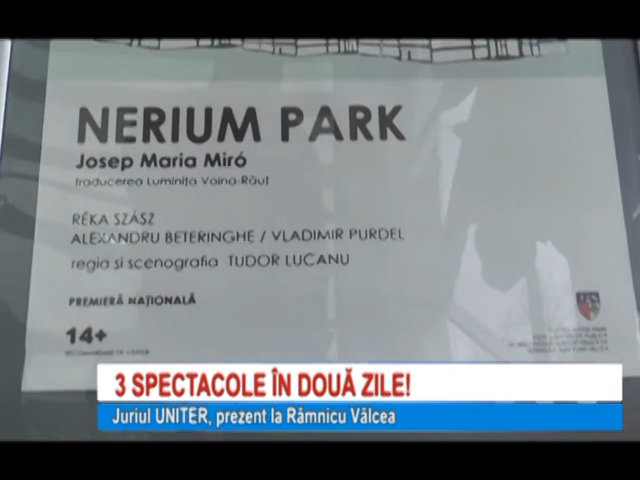 NERIUM PARK
Josep Maria Miró
traducerea Luminița Voina-Răuț
RÉKA SZÁSZ
ALEXANDRU BETERINGHE / VLADIMIR PURDEL
regia si scenografia TUDOR LUCANU
PREMIERĂ NAȚIONALĂ
14+
3 SPECTACOLE ÎN DOUĂ ZILE!
Juriul UNITER, prezent la Râmnicu Vâlcea